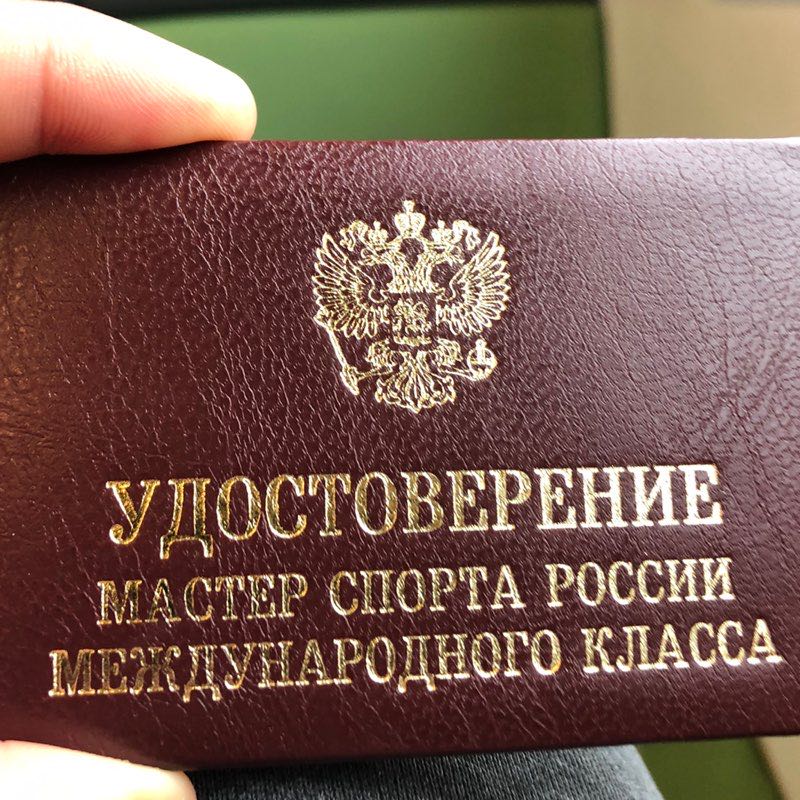 УДОСТОВЕРЕНИЕ
МАСТЕР СПОРТА РОССИИ
МЕЖДУНАРОДНОГО КЛАССА